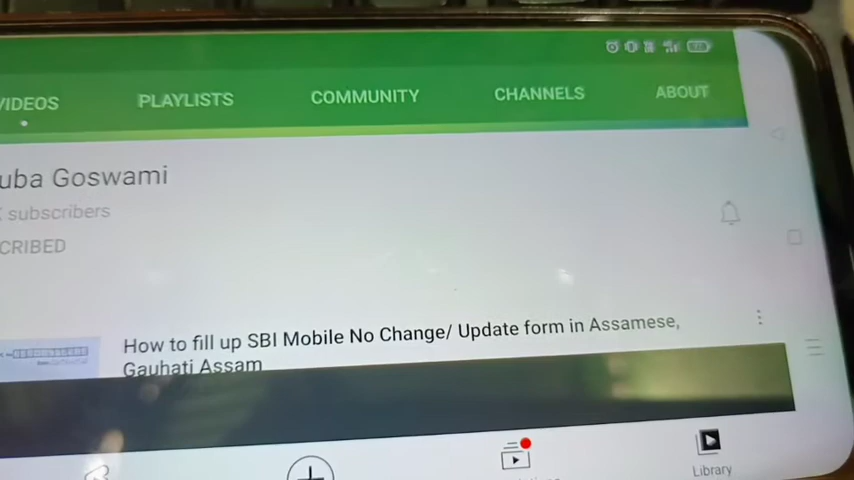 VIDEOS PLAYLISTS COMMUNITY CHANNELS ABOUT
uba Goswami
subscribers
CRIBED
How to fill up SBI Mobile No Change/ Update form in Assamese,
Gauhati Assam
Library